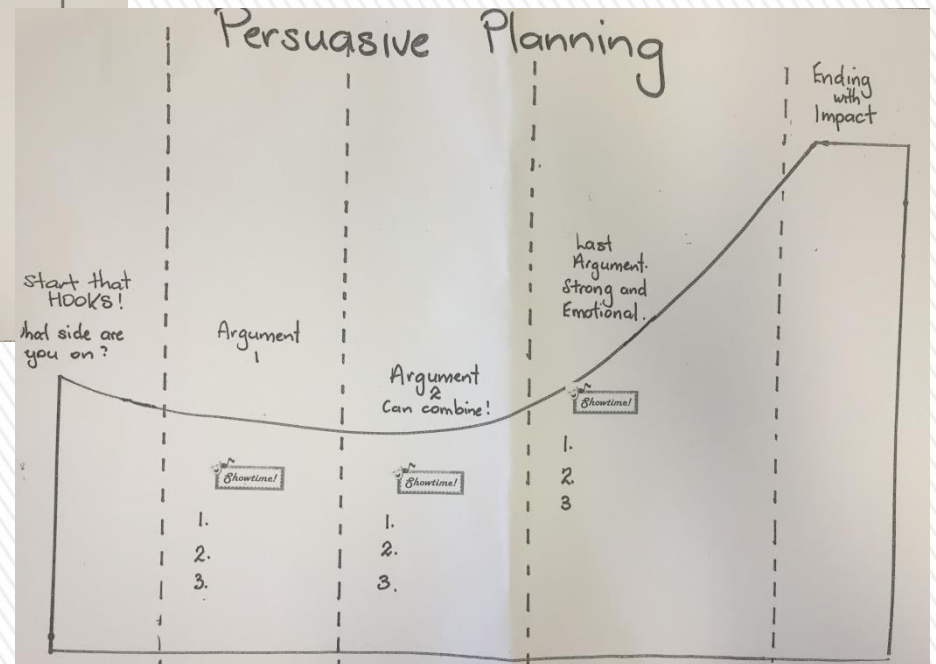 Persuasive Planning
Start that
HOOKS!
side are
you on?
Argument
1
Showtime!
1.
2.
3.
Argument
2
Can combine!
Showtime!
1.
2.
3.
Last
Argument.
Strong and
Emotional.
Showtime!
1.
2.
3
Ending
with
Impact